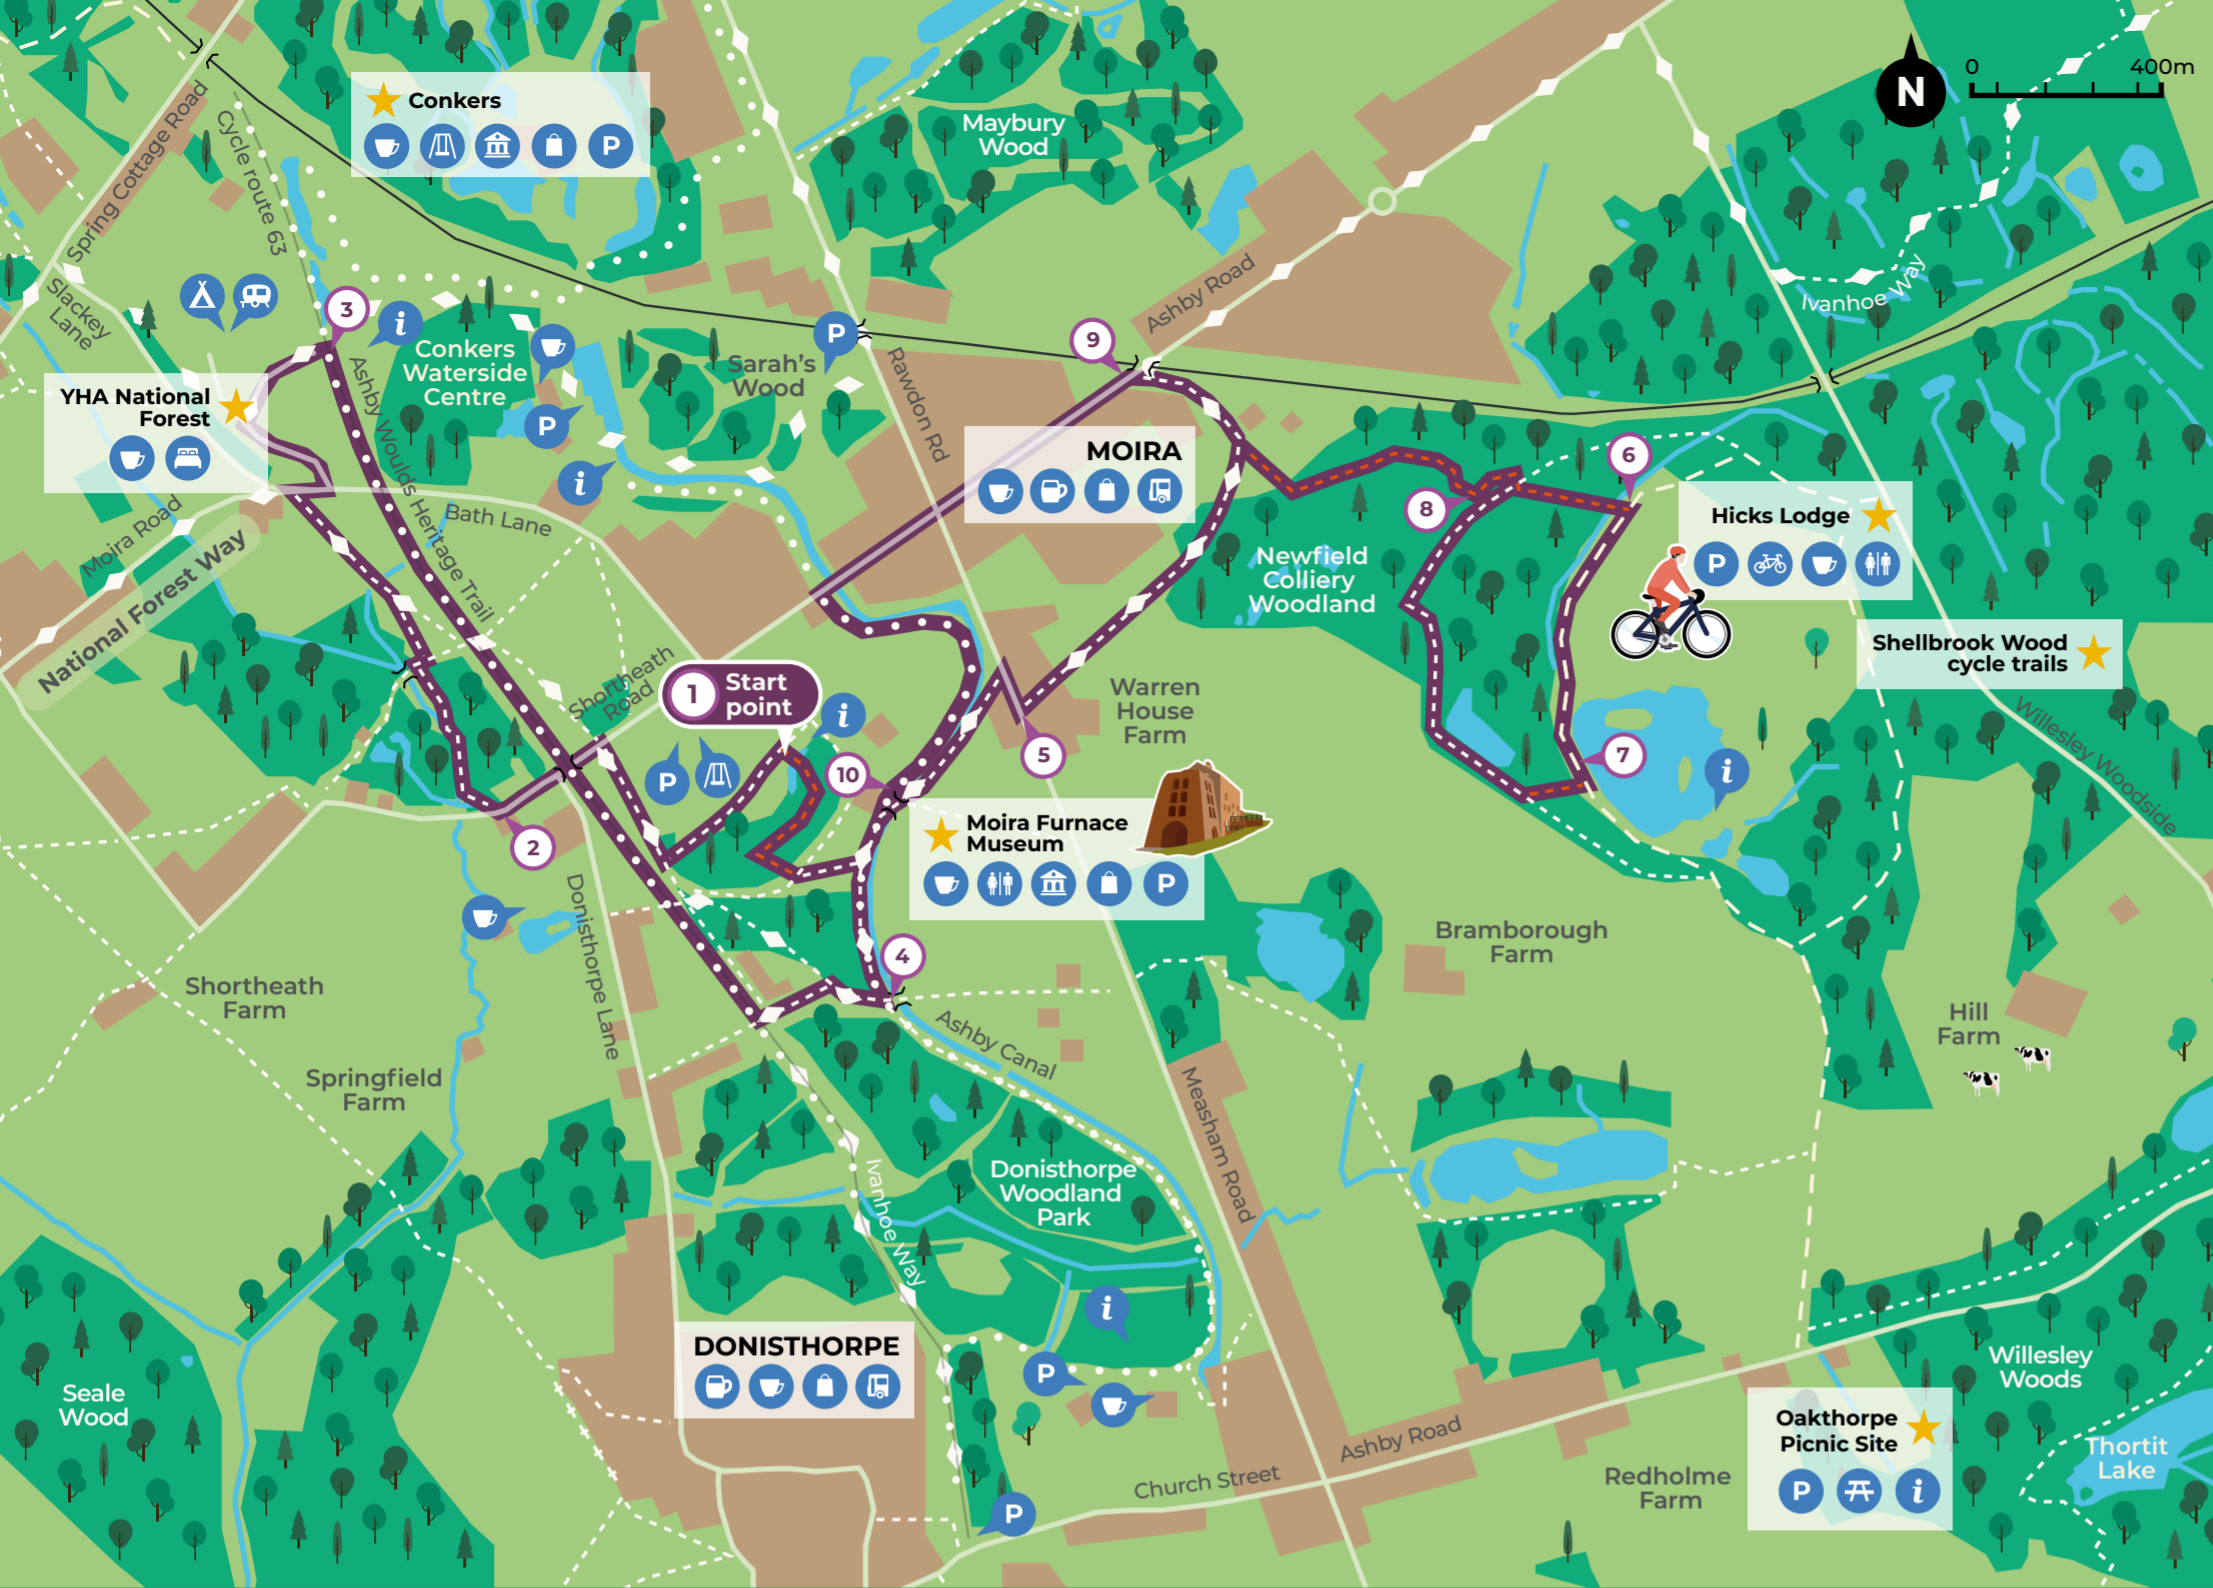 Conkers
P
Maybury
Wood
N
0
400m
Spring Cottage Road
Cycle route 63
Slackey
Lane
3
i
Conkers
Waterside
Centre
P
i
Sarah's
Wood
P
Rawdon Rd
9
Ashby Road
Ivanhoe Way
YHA National
Forest
Moira Road
National Forest Way
Ashby Woulds Heritage Trail
Bath Lane
MOIRA
8
6
Hicks Lodge
P
Newfield
Colliery
Woodland
Shellbrook Wood
cycle trails
Willesley Woodside
Shortheath
Road
1
Start
point
i
P
10
Warren
House
Farm
5
7
i
2
Moira Furnace
Museum
P
Donisthorpe Lane
4
Bramborough
Farm
Shortheath
Farm
Ashby Canal
Hill
Farm
Springfield
Farm
Measham Road
Donisthorpe
Woodland
Park
Ivanhoe Way
i
DONISTHORPE
P
Seale
Wood
Willesley
Woods
Oakthorpe
Picnic Site
P
i
Thortit
Lake
Ashby Road
Church Street
Redholme
Farm
P